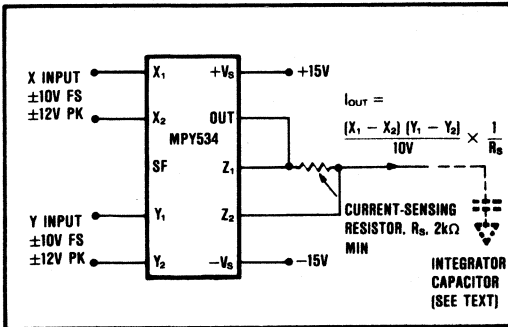 X INPUT
±10V FS
±12V PK
X₁
X₂
SF
Y INPUT
±10V FS
±12V PK
Y₁
Y₂
MPY534
+Vₛ
OUT
Z₁
Z₂
−Vₛ
+15V
−15V
I_OUT =
(X₁ − X₂) (Y₁ − Y₂) / 10V × 1 / Rₛ
CURRENT-SENSING
RESISTOR, Rₛ, 2kΩ
MIN
INTEGRATOR
CAPACITOR
(SEE TEXT)